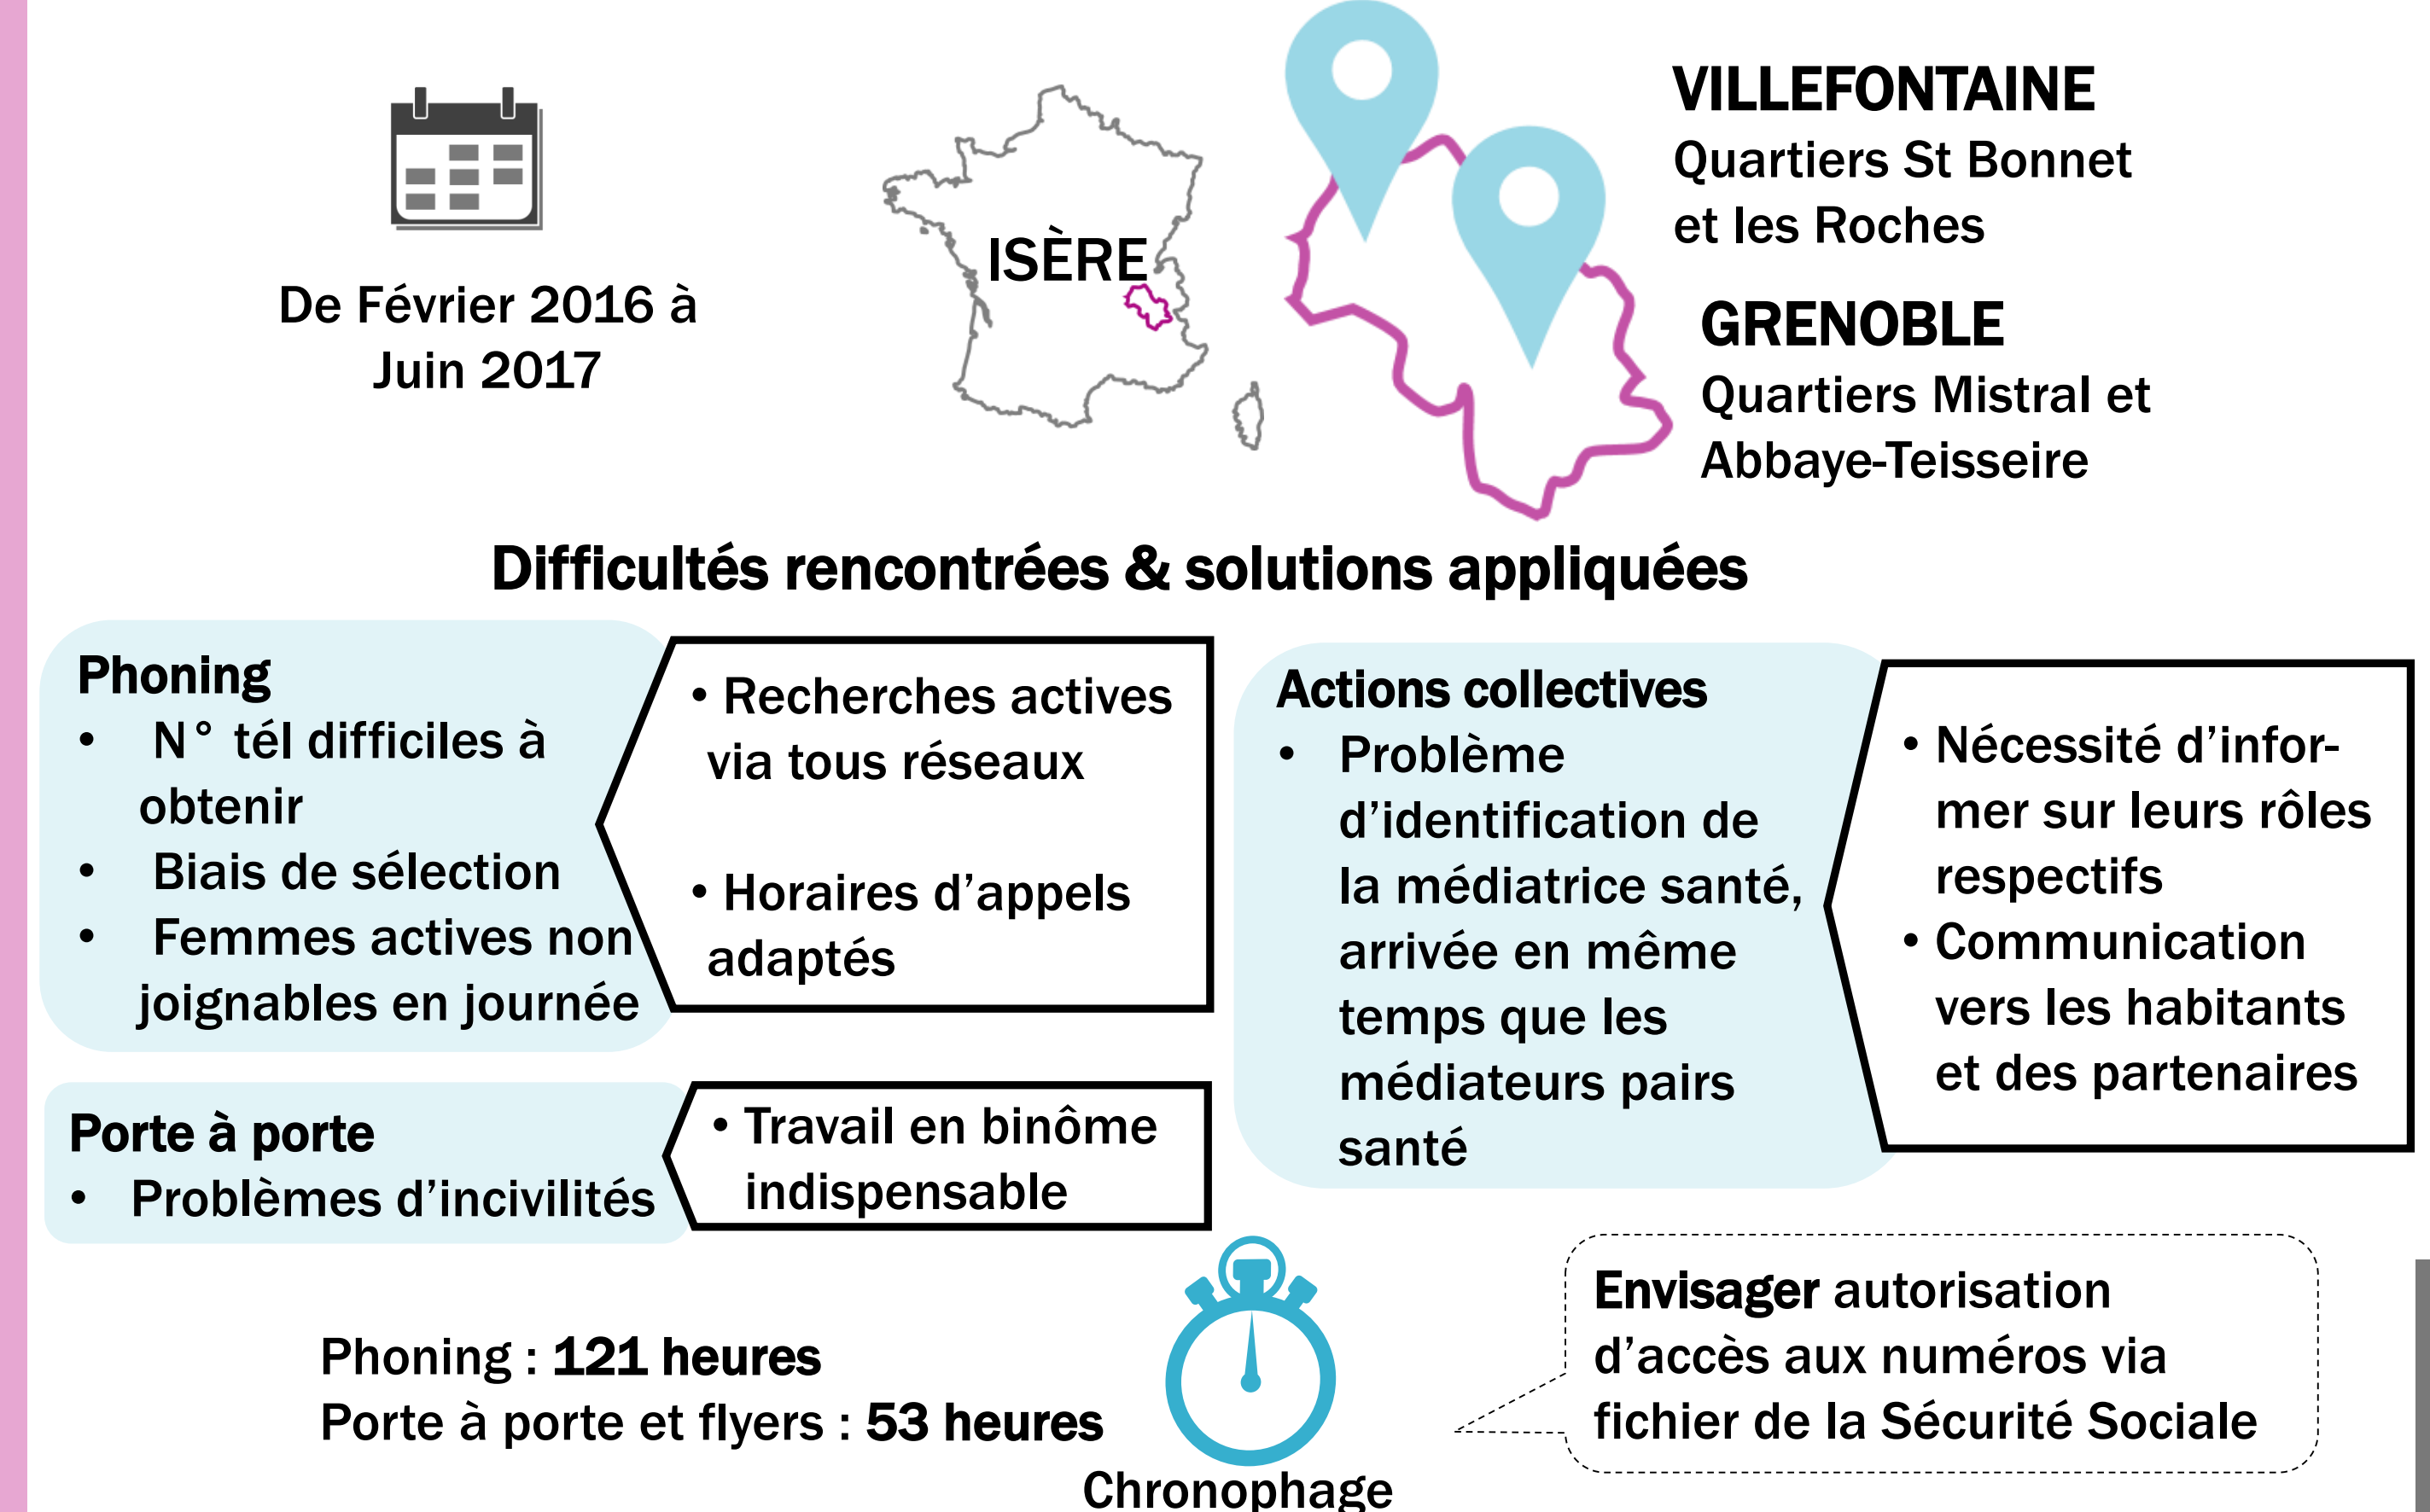 De Février 2016 à
Juin 2017
ISÈRE
VILLEFONTAINE
Quartiers St Bonnet
et les Roches
GRENOBLE
Quartiers Mistral et
Abbaye-Teisseire
Difficultés rencontrées & solutions appliquées
Phoning
• N° tél difficiles à
obtenir
• Biais de sélection
• Femmes actives non
joignables en journée
• Recherches actives
via tous réseaux
• Horaires d’appels
adaptés
Porte à porte
• Problèmes d’incivilités
• Travail en binôme
indispensable
Actions collectives
• Problème
d’identification de
la médiatrice santé,
arrivée en même
temps que les
médiateurs pairs
santé
• Nécessité d’infor-
mer sur leurs rôles
respectifs
• Communication
vers les habitants
et des partenaires
Phoning : 121 heures
Porte à porte et flyers : 53 heures
Chronophage
Envisager autorisation
d’accès aux numéros via
fichier de la Sécurité Sociale